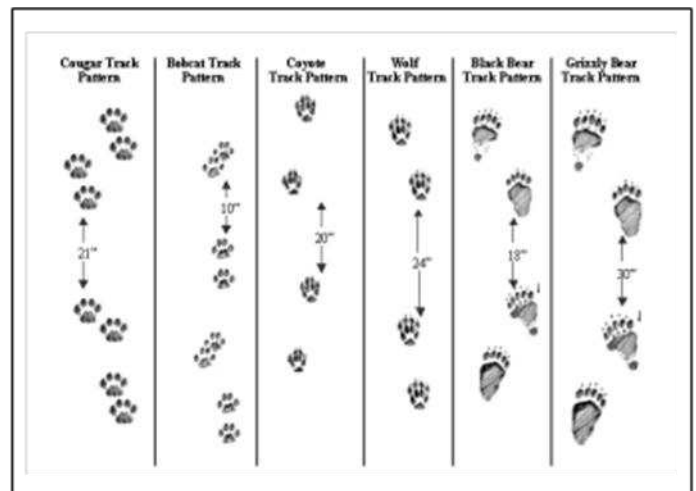 Cougar Track
Pattern
Bobcat Track
Pattern
Coyote
Track Pattern
Wolf
Track Pattern
Black Bear
Track Pattern
Grizzly Bear
Track Pattern
21"
10"
20"
24"
18"
30"